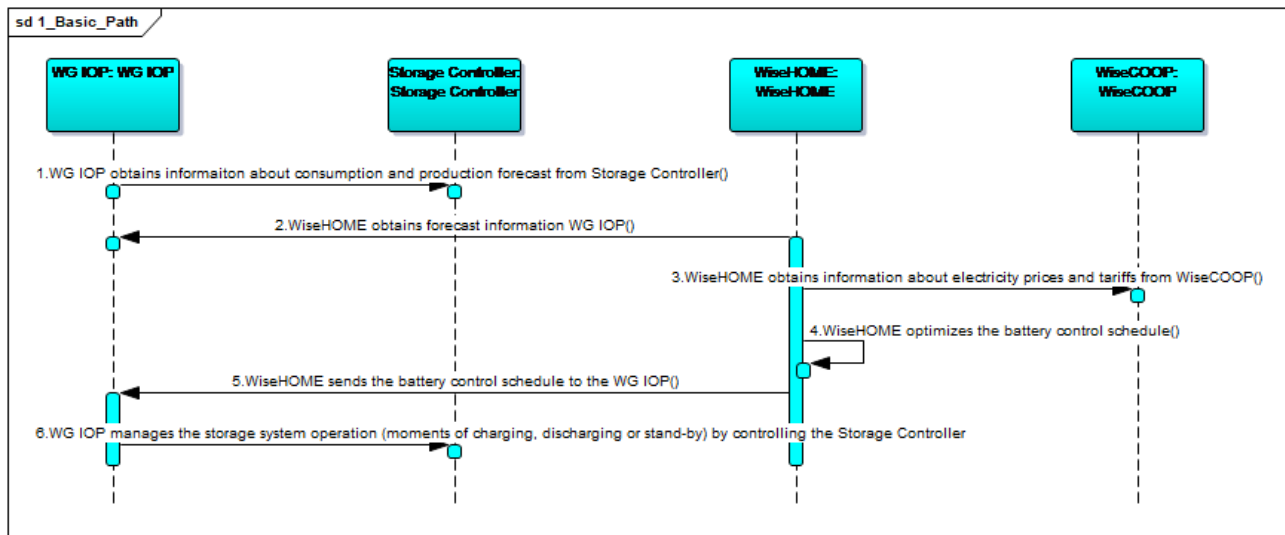 sd 1_Basic_Path
WG IOP: WG IOP
Storage Controller:
Storage Controller
WiseHOME:
WiseHOME
WiseCOOP:
WiseCOOP
1.WG IOP obtains informaiton about consumption and production forecast from Storage Controller()
2.WiseHOME obtains forecast information WG IOP()
3.WiseHOME obtains information about electricity prices and tariffs from WiseCOOP()
4.WiseHOME optimizes the battery control schedule()
5.WiseHOME sends the battery control schedule to the WG IOP()
6.WG IOP manages the storage system operation (moments of charging, discharging or stand-by) by controlling the Storage Controller